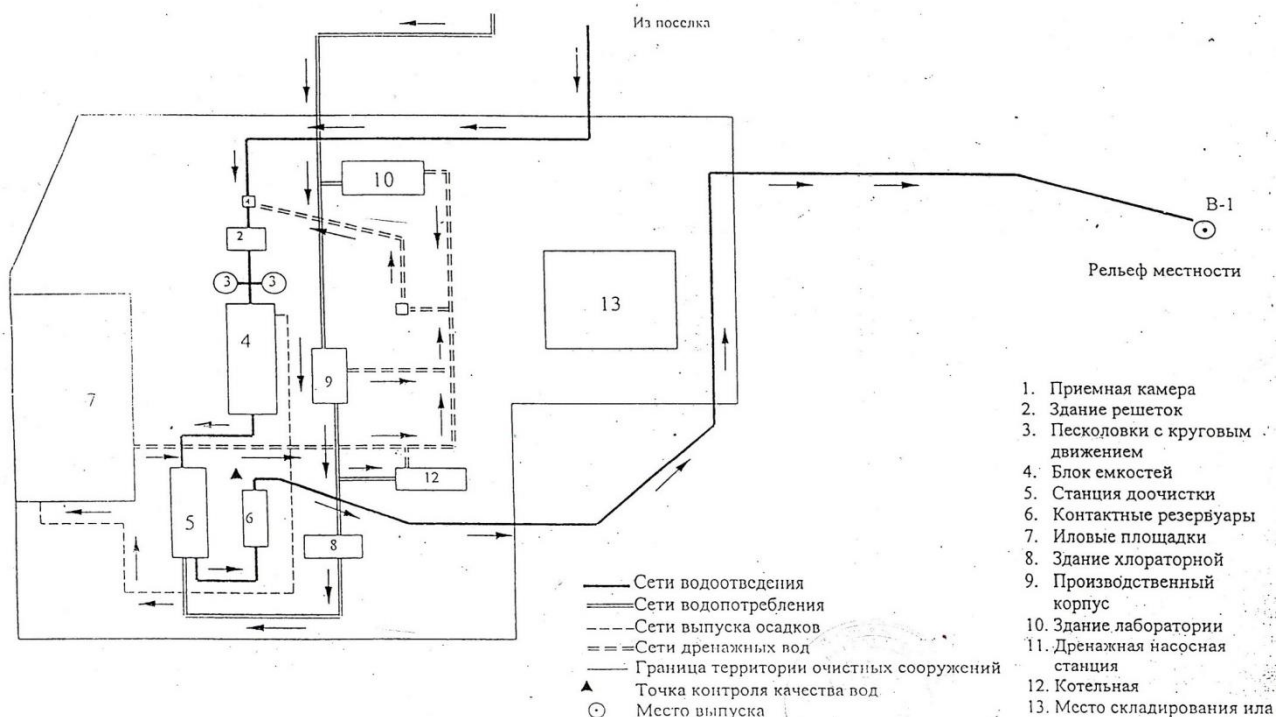 Из поселка
10
1
2
3
3
4
13
7
9
12
5
6
8
В-1
Рельеф местности
1. Приемная камера
2. Здание решеток
3. Песколовки с круговым
движением
4. Блок емкостей
5. Станция доочистки
6. Контактные резервуары
7. Иловые площадки
8. Здание хлораторной
9. Производственный
корпус
10. Здание лаборатории
11. Дренажная насосная
станция
12. Котельная
13. Место складирования ила
Сети водоотведения
Сети водопотребления
Сети выпуска осадков
Сети дренажных вод
Граница территории очистных сооружений
Точка контроля качества вод
Место выпуска